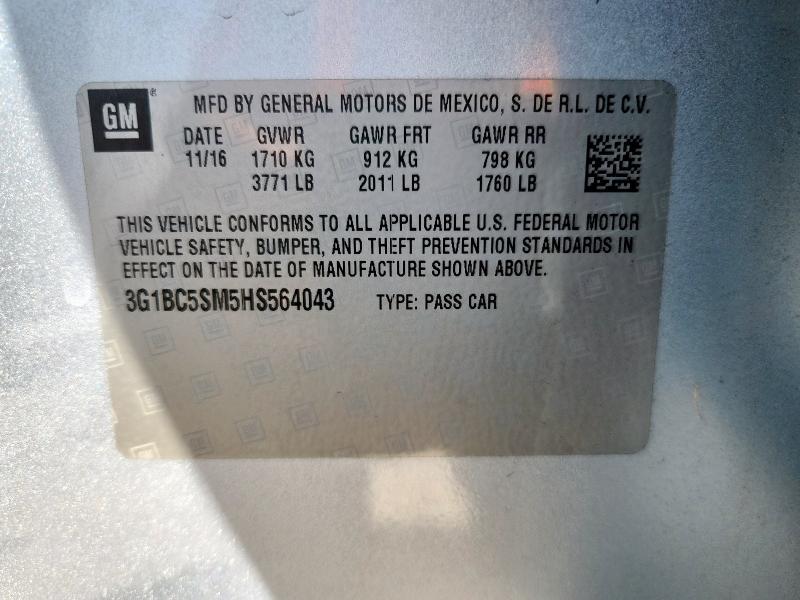 GM®
MFD BY GENERAL MOTORS DE MEXICO, S. DE R.L. DE C.V.
DATE GVWR GAWR FRT GAWR RR
11/16 1710 KG 912 KG 798 KG
3771 LB 2011 LB 1760 LB
THIS VEHICLE CONFORMS TO ALL APPLICABLE U.S. FEDERAL MOTOR
VEHICLE SAFETY, BUMPER, AND THEFT PREVENTION STANDARDS IN
EFFECT ON THE DATE OF MANUFACTURE SHOWN ABOVE.
3G1BC5SM5HS564043 TYPE: PASS CAR